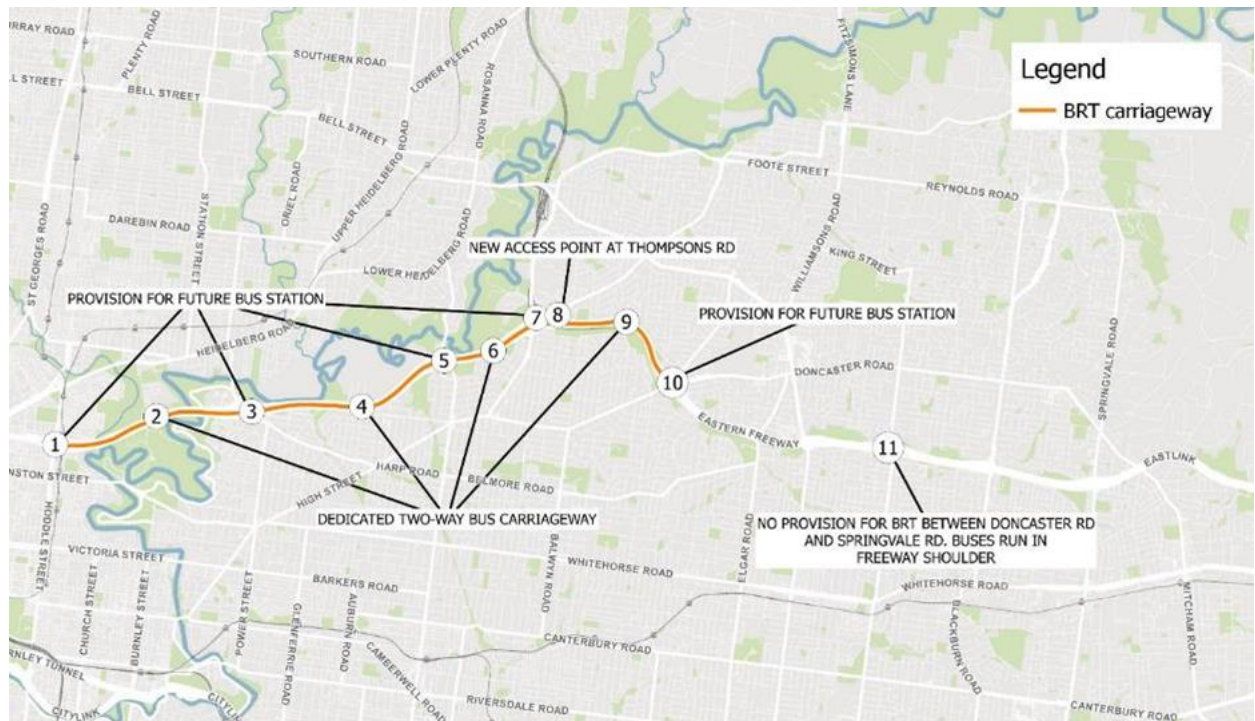 URRAY ROAD
PLENTY ROAD
SOUTHERN ROAD
LOWER PLENTY ROAD
ROSANNA ROAD
FITZSIMONS LANE
Legend
BRT carriageway
LL STREET
BELL STREET
BELL STREET
STATION STREET
ORIEL ROAD
UPPER HEIDELBERG ROAD
FOOTE STREET
REYNOLDS ROAD
ST GEORGES ROAD
DAREBIN ROAD
WILLIAMSONS ROAD
KING STREET
NEW ACCESS POINT AT THOMPSONS RD
LOWER HEIDELBERG ROAD
PROVISION FOR FUTURE BUS STATION
PROVISION FOR FUTURE BUS STATION
HEIDELBERG ROAD
SPRINGVALE ROAD
7
8
9
6
5
10
DONCASTER ROAD
4
3
2
1
EASTERN FREEWAY
11
EASTLINK
NSTON STREET
HARP ROAD
HIGH STREET
BELMORE ROAD
DEDICATED TWO-WAY BUS CARRIAGEWAY
NO PROVISION FOR BRT BETWEEN DONCASTER RD
AND SPRINGVALE RD. BUSES RUN IN
FREEWAY SHOULDER
HODDLE STREET
VICTORIA STREET
BALWYN ROAD
ELGAR ROAD
WHITEHORSE ROAD
WHITEHORSE ROAD
BARKERS ROAD
CHURCH STREET
BURNLEY STREET
POWER STREET
GLENFERRIE ROAD
AUBURN ROAD
CAMBERWELL ROAD
CANTERBURY ROAD
BLACKBURN ROAD
MITCHAM ROAD
RNLEY TUNNEL
CITYLINK
CITYLINK
RIVERSDALE ROAD
CANTERBURY ROAD